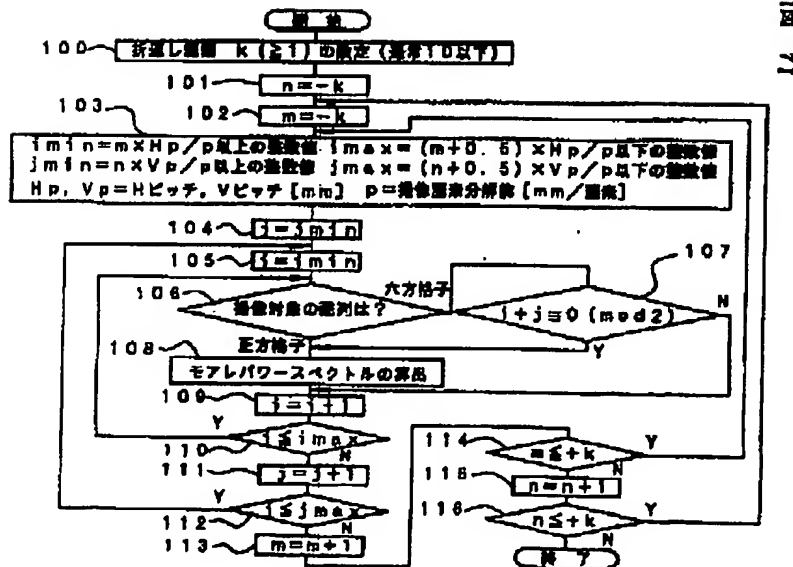 図 7
開 始
100 折返し範囲 k (≧1) の設定 (通常10以下)
101 n=-k
102 m=-k
103
imin=m×Hp/p以上の整数値 imax=(m+0.5)×Hp/p以下の整数値
jmin=n×Vp/p以上の整数値 jmax=(n+0.5)×Vp/p以下の整数値
Hp, Vp=Hピッチ, Vピッチ [mm] p=撮像画素分解能 [mm/画素]
104 j=jmin
105 i=imin
106 撮像対象の配列は?
六方格子
107 i+j≡0 (mod2) N
正方格子 Y
108 モアレパワースペクトルの算出
109 i=i+1
110 Y i≤imax N
111 j=j+1
112 Y j≤jmax N
113 m=m+1
114 m≤+k Y N
115 n=n+1
116 n≤+k Y N
終 了